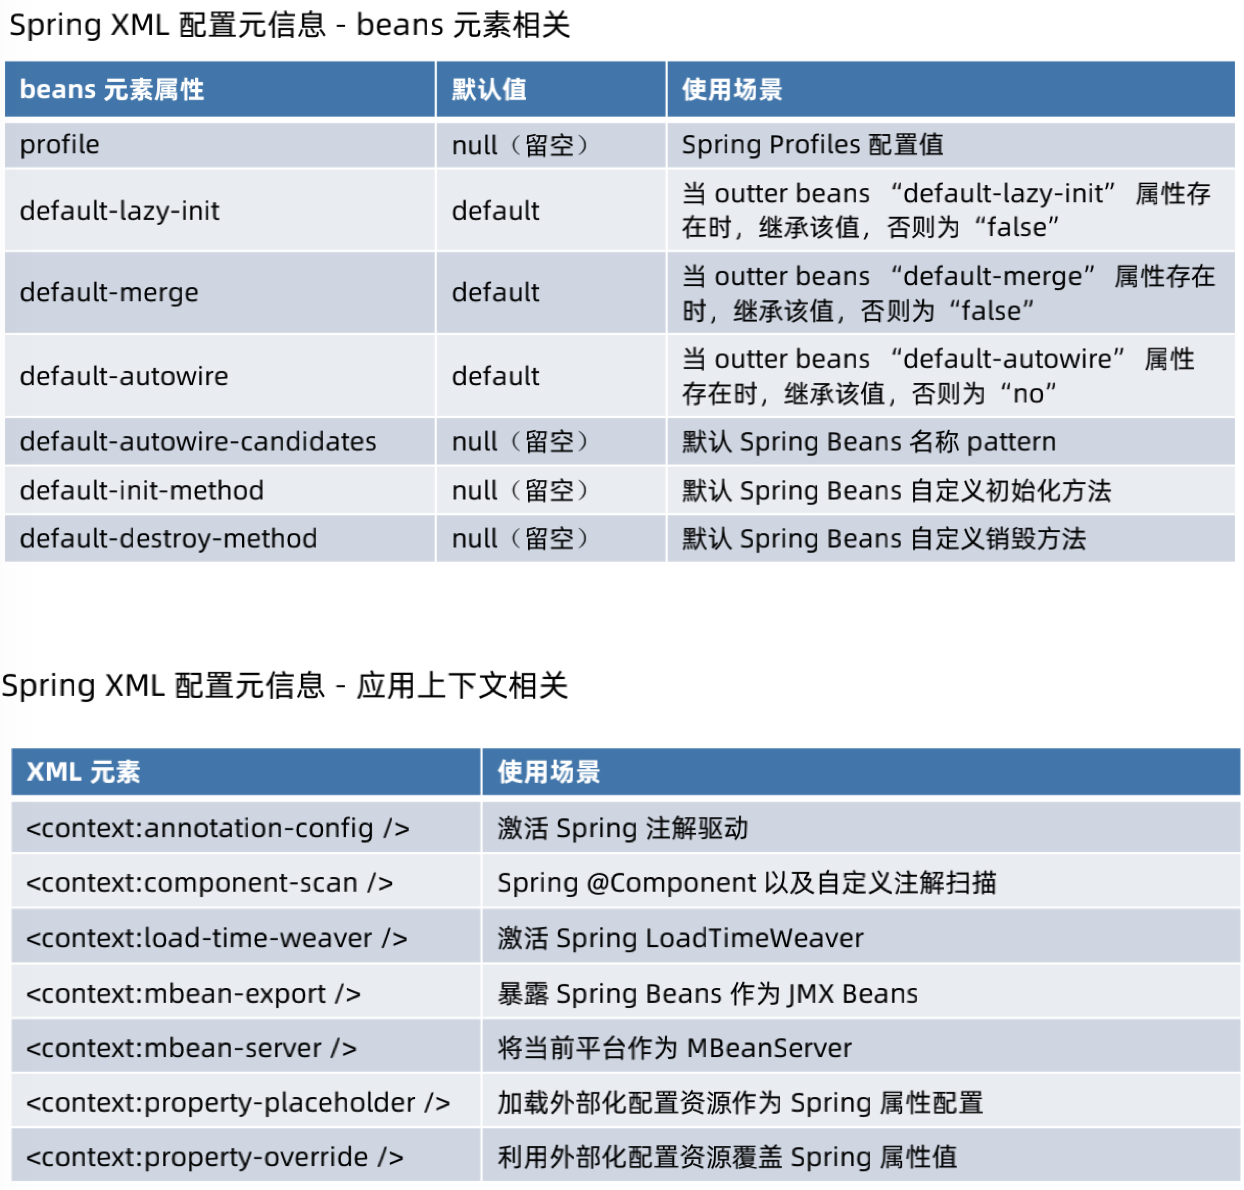 Spring XML 配置元信息 - beans 元素相关
beans 元素属性 默认值 使用场景
profile null（留空） Spring Profiles 配置值
default-lazy-init default 当 outter beans “default-lazy-init” 属性存
在时，继承该值，否则为“false”
default-merge default 当 outter beans “default-merge” 属性存在
时，继承该值，否则为“false”
default-autowire default 当 outter beans “default-autowire” 属性
存在时，继承该值，否则为“no”
default-autowire-candidates null（留空） 默认 Spring Beans 名称 pattern
default-init-method null（留空） 默认 Spring Beans 自定义初始化方法
default-destroy-method null（留空） 默认 Spring Beans 自定义销毁方法
Spring XML 配置元信息 - 应用上下文相关
XML 元素 使用场景
<context:annotation-config /> 激活 Spring 注解驱动
<context:component-scan /> Spring @Component 以及自定义注解扫描
<context:load-time-weaver /> 激活 Spring LoadTimeWeaver
<context:mbean-export /> 暴露 Spring Beans 作为 JMX Beans
<context:mbean-server /> 将当前平台作为 MBeanServer
<context:property-placeholder /> 加载外部化配置资源作为 Spring 属性配置
<context:property-override /> 利用外部化配置资源覆盖 Spring 属性值